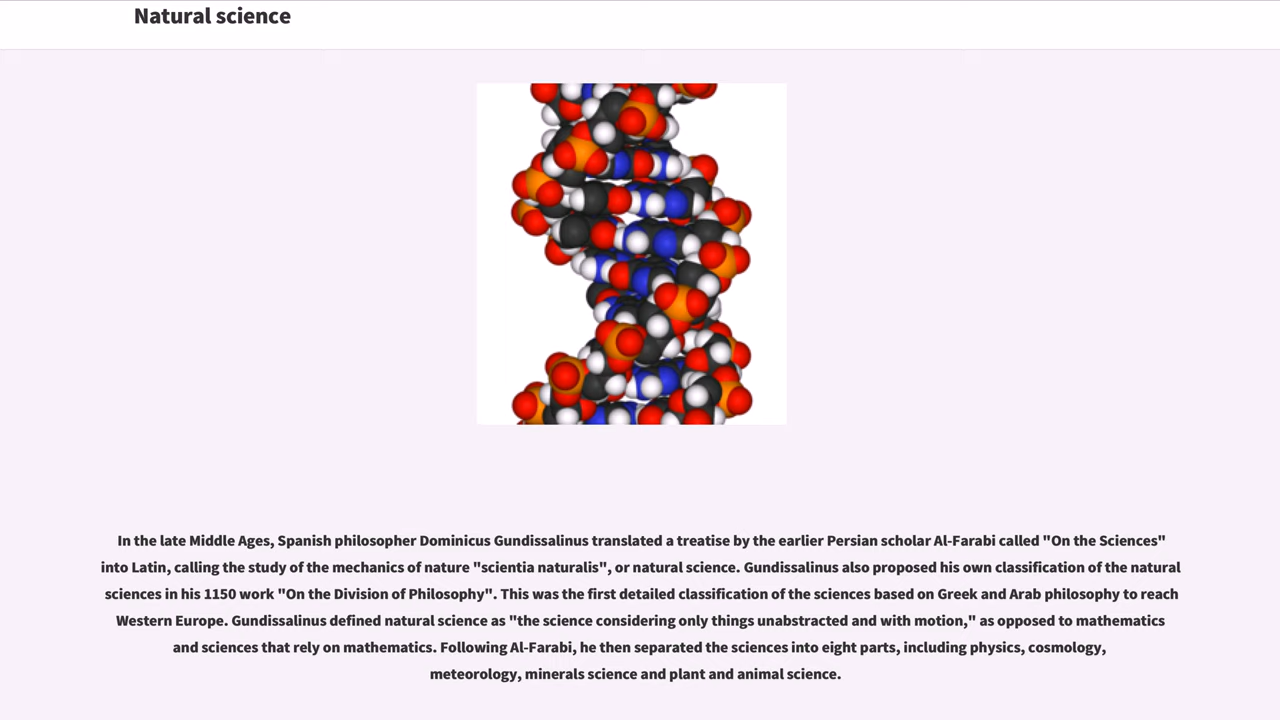 Natural science
In the late Middle Ages, Spanish philosopher Dominicus Gundissalinus translated a treatise by the earlier Persian scholar Al-Farabi called "On the Sciences"
into Latin, calling the study of the mechanics of nature "scientia naturalis", or natural science. Gundissalinus also proposed his own classification of the natural
sciences in his 1150 work "On the Division of Philosophy". This was the first detailed classification of the sciences based on Greek and Arab philosophy to reach
Western Europe. Gundissalinus defined natural science as "the science considering only things unabstracted and with motion," as opposed to mathematics
and sciences that rely on mathematics. Following Al-Farabi, he then separated the sciences into eight parts, including physics, cosmology,
meteorology, minerals science and plant and animal science.